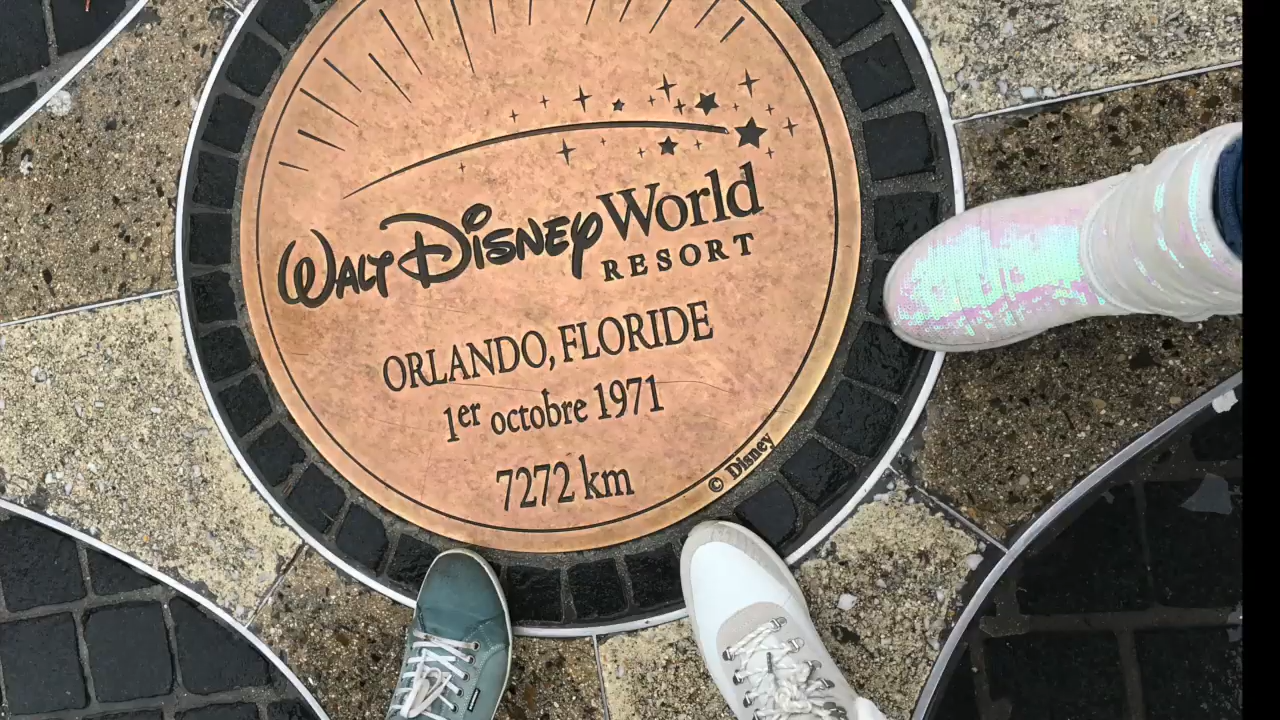 Walt Disney World
RESORT
ORLANDO, FLORIDE
1er octobre 1971
7272 km
© Disney